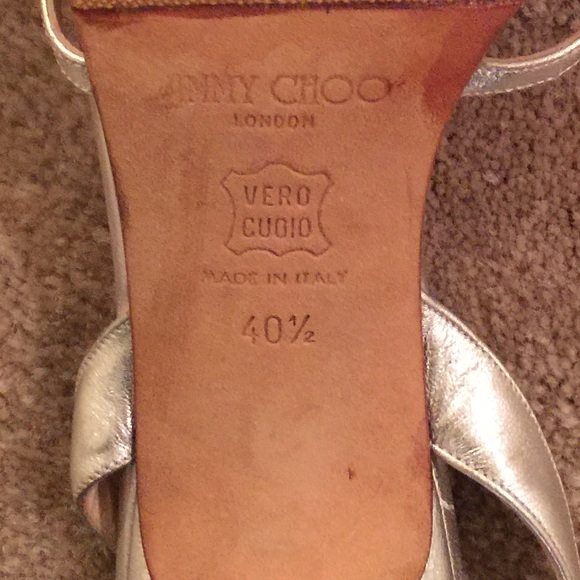 JIMMY CHOO
LONDON
VERO
CUOIO
MADE IN ITALY
40½